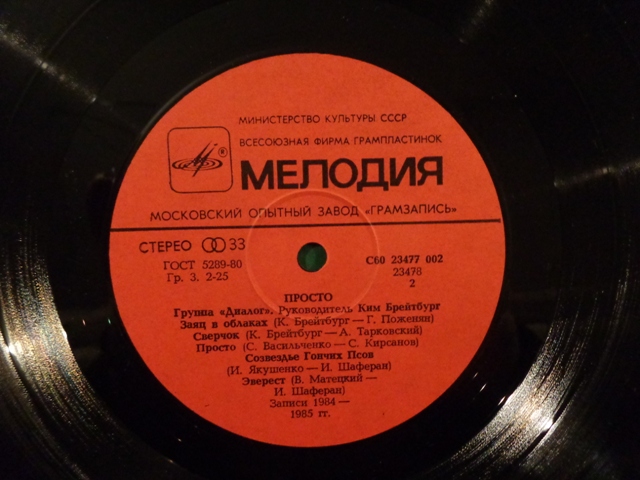 МИНИСТЕРСТВО КУЛЬТУРЫ СССР
ВСЕСОЮЗНАЯ ФИРМА ГРАМПЛАСТИНОК
®
МЕЛОДИЯ
МОСКОВСКИЙ ОПЫТНЫЙ ЗАВОД «ГРАМЗАПИСЬ»
СТЕРЕО 33
ГОСТ 5289-80
Гр. 3. 2-25
С60 23477 002
23478
2
ПРОСТО
Группа «Диалог». Руководитель Ким Брейтбург
Заяц в облаках (К. Брейтбург — Г. Поженян)
Сверчок (К. Брейтбург — А. Тарковский)
Просто (С. Васильченко — С. Кирсанов)
Созвездье Гончих Псов
(И. Якушенко — И. Шаферан)
Эверест (В. Матецкий —
И. Шаферан)
Записи 1984 —
1985 гг.